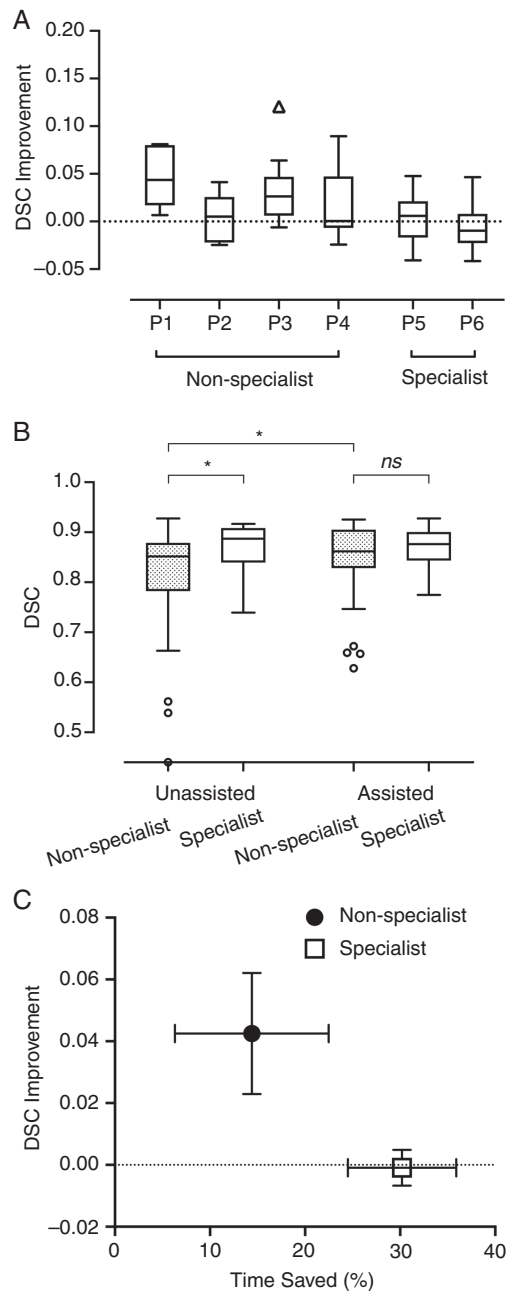 A
0.20
0.15
0.10
0.05
0.00
−0.05
DSC Improvement
P1 P2 P3 P4 P5 P6
Non-specialist Specialist
B
* 
* ns
1.0
0.9
0.8
0.7
0.6
0.5
DSC
Unassisted Assisted
Non-specialist Specialist Non-specialist Specialist
C
0.08
0.06
0.04
0.02
0.00
−0.02
DSC Improvement
Non-specialist
Specialist
0 10 20 30 40
Time Saved (%)